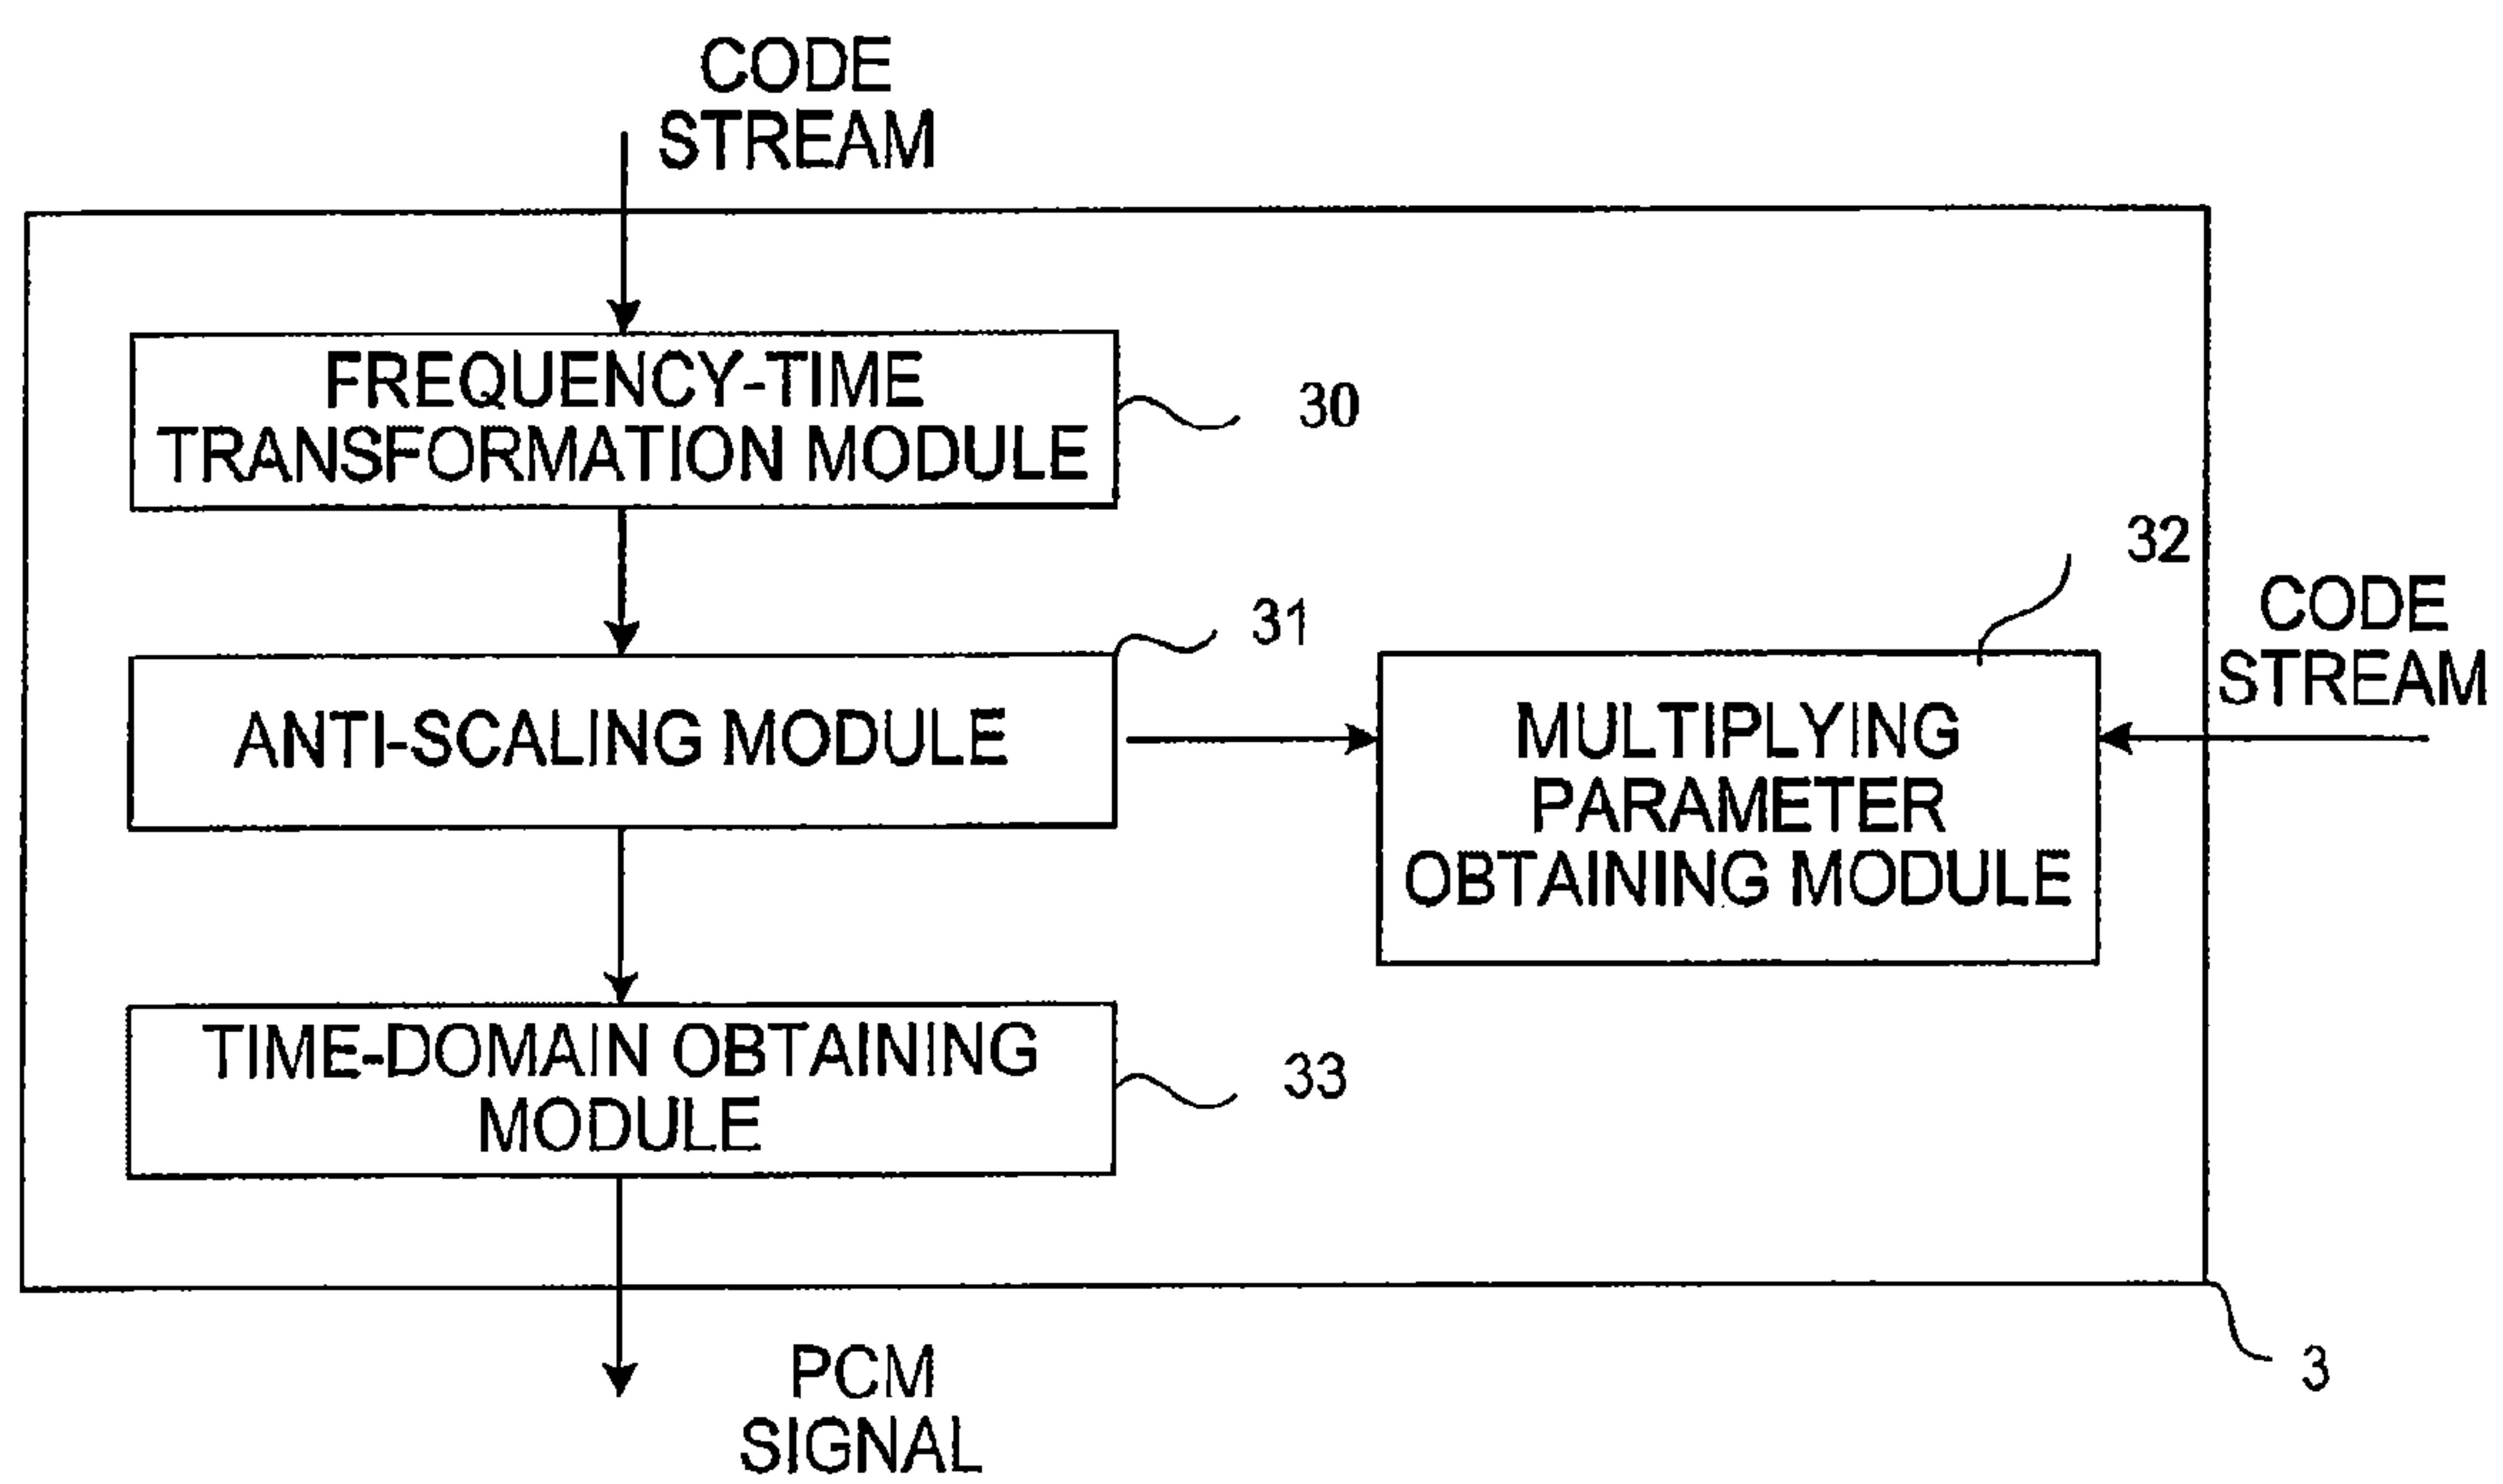 CODE
STREAM
FREQUENCY-TIME
TRANSFORMATION MODULE
30
32
CODE
STREAM
31
ANTI-SCALING MODULE
MULTIPLYING
PARAMETER
OBTAINING MODULE
TIME-DOMAIN OBTAINING
MODULE
33
3
PCM
SIGNAL